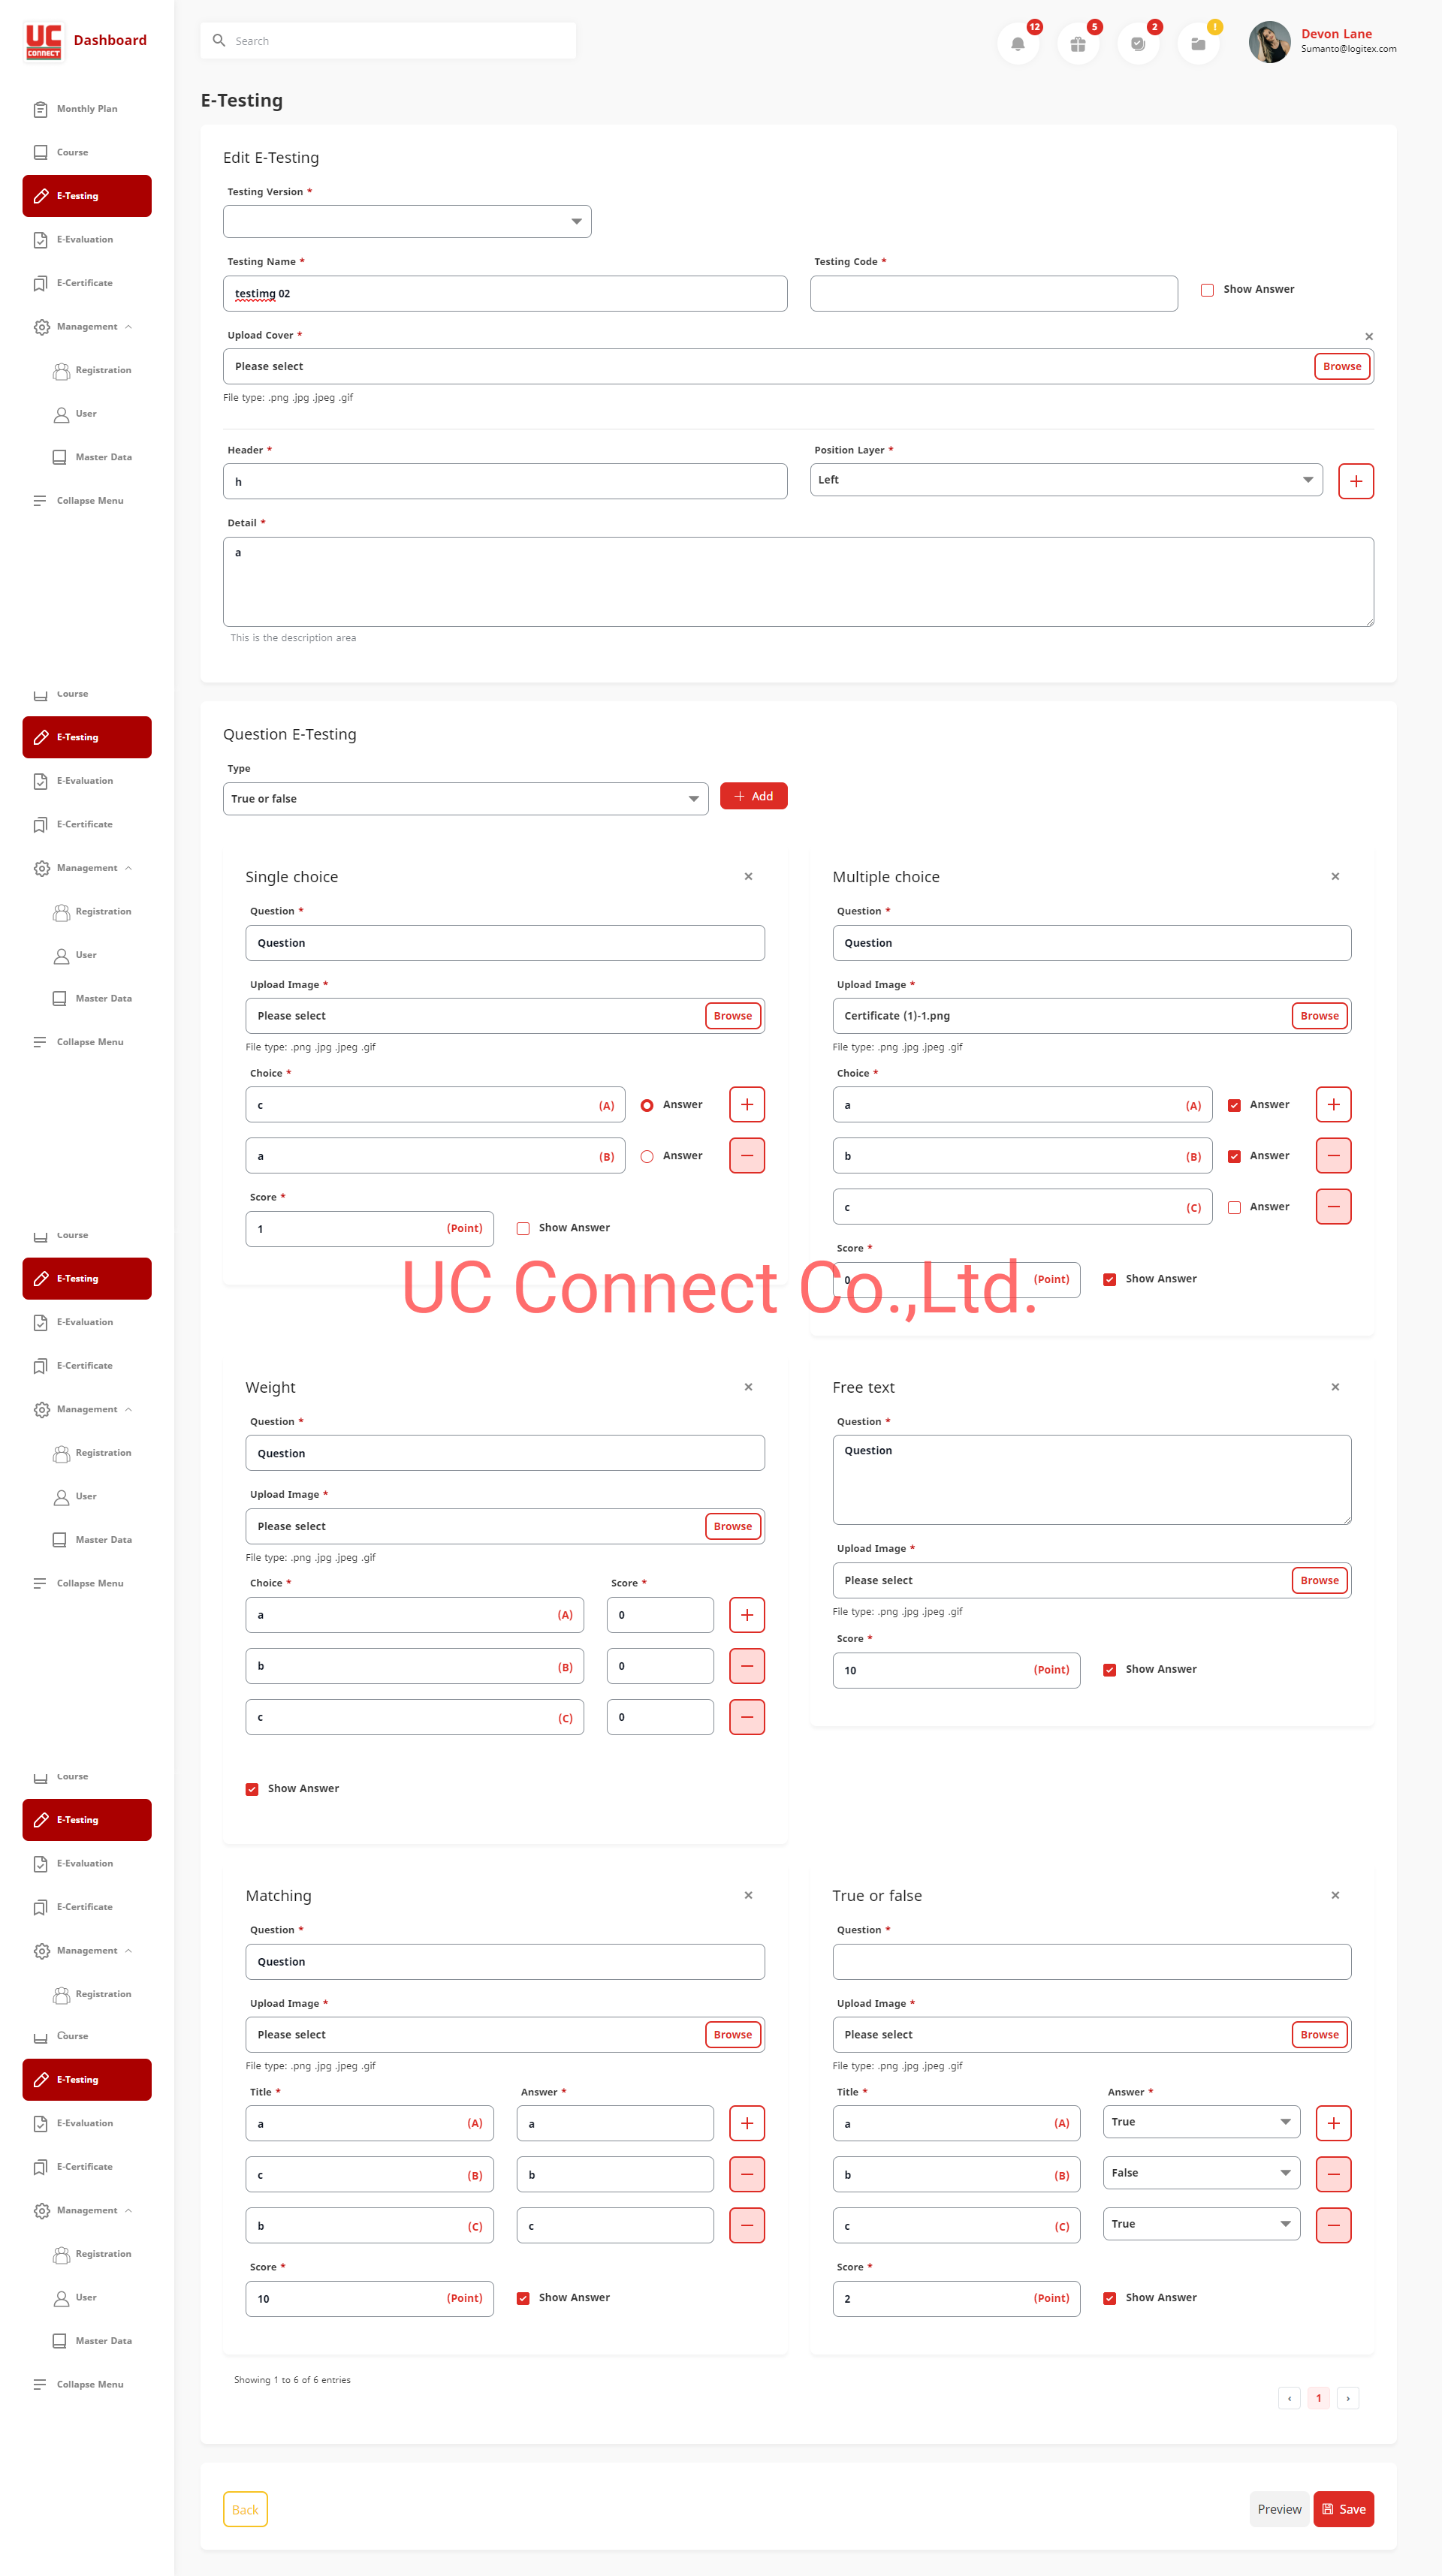 UC
CONNECT
Dashboard
Search
12
5
2
!
Devon Lane
Sumanto@logitex.com
Monthly Plan
Course
E-Testing
E-Evaluation
E-Certificate
Management
Registration
User
Master Data
Collapse Menu
Course
E-Testing
E-Evaluation
E-Certificate
Management
Registration
User
Master Data
Collapse Menu
Course
E-Testing
E-Evaluation
E-Certificate
Management
Registration
User
Master Data
Collapse Menu
Course
E-Testing
E-Evaluation
E-Certificate
Management
Registration
Course
E-Testing
E-Evaluation
E-Certificate
Management
Registration
User
Master Data
Collapse Menu
E-Testing
Edit E-Testing
Testing Version *
Testing Name * Testing Code *
testimg 02
Show Answer
Upload Cover * ×
Please select Browse
File type: .png .jpg .jpeg .gif
Header * Position Layer *
h Left +
Detail *
a
This is the description area
Question E-Testing
Type
True or false + Add
Single choice ×
Question *
Question
Upload Image *
Please select Browse
File type: .png .jpg .jpeg .gif
Choice *
c (A) Answer +
a (B) Answer −
Score *
1 (Point) Show Answer
Multiple choice ×
Question *
Question
Upload Image *
Certificate (1)-1.png Browse
File type: .png .jpg .jpeg .gif
Choice *
a (A) Answer +
b (B) Answer −
c (C) Answer −
Score *
0 (Point) Show Answer
UC Connect Co.,Ltd.
Weight ×
Question *
Question
Upload Image *
Please select Browse
File type: .png .jpg .jpeg .gif
Choice * Score *
a (A) 0 +
b (B) 0 −
c (C) 0 −
Show Answer
Free text ×
Question *
Question
Upload Image *
Please select Browse
File type: .png .jpg .jpeg .gif
Score *
10 (Point) Show Answer
Matching ×
Question *
Question
Upload Image *
Please select Browse
File type: .png .jpg .jpeg .gif
Title * Answer *
a (A) a +
c (B) b −
b (C) c −
Score *
10 (Point) Show Answer
True or false ×
Question *
Upload Image *
Please select Browse
File type: .png .jpg .jpeg .gif
Title * Answer *
a (A) True +
b (B) False −
c (C) True −
Score *
2 (Point) Show Answer
Showing 1 to 6 of 6 entries
‹ 1 ›
Back Preview Save